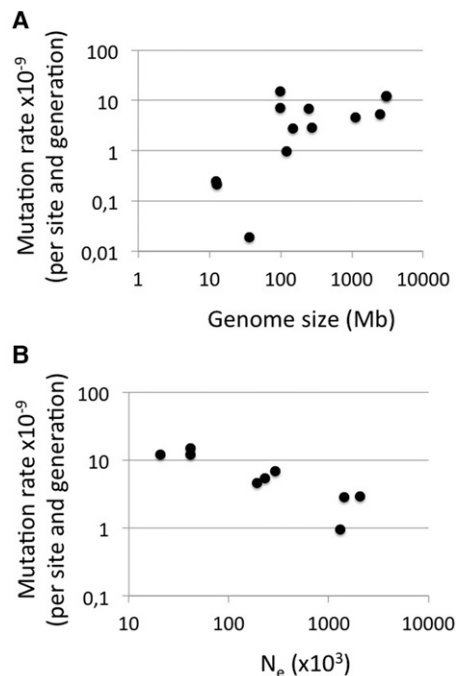 A
Mutation rate x10-9
(per site and generation)
100
10
1
0,1
0,01
1 10 100 1000 10000
Genome size (Mb)
B
Mutation rate x10-9
(per site and generation)
100
10
1
0,1
10 100 1000 10000
Ne (x10³)